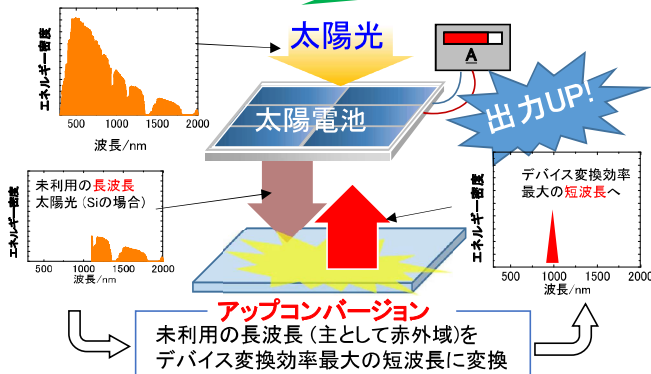 太陽光
エネルギー密度
500 1000 1500 2000
波長/nm
A
太陽電池
出力UP!
エネルギー密度
未利用の長波長
太陽光 (Siの場合)
500 1000 1500 2000
波長/nm
エネルギー密度
デバイス変換効率
最大の短波長へ
500 1000 1500 2000
波長/nm
アップコンバージョン
未利用の長波長 (主として赤外域)を
デバイス変換効率最大の短波長に変換